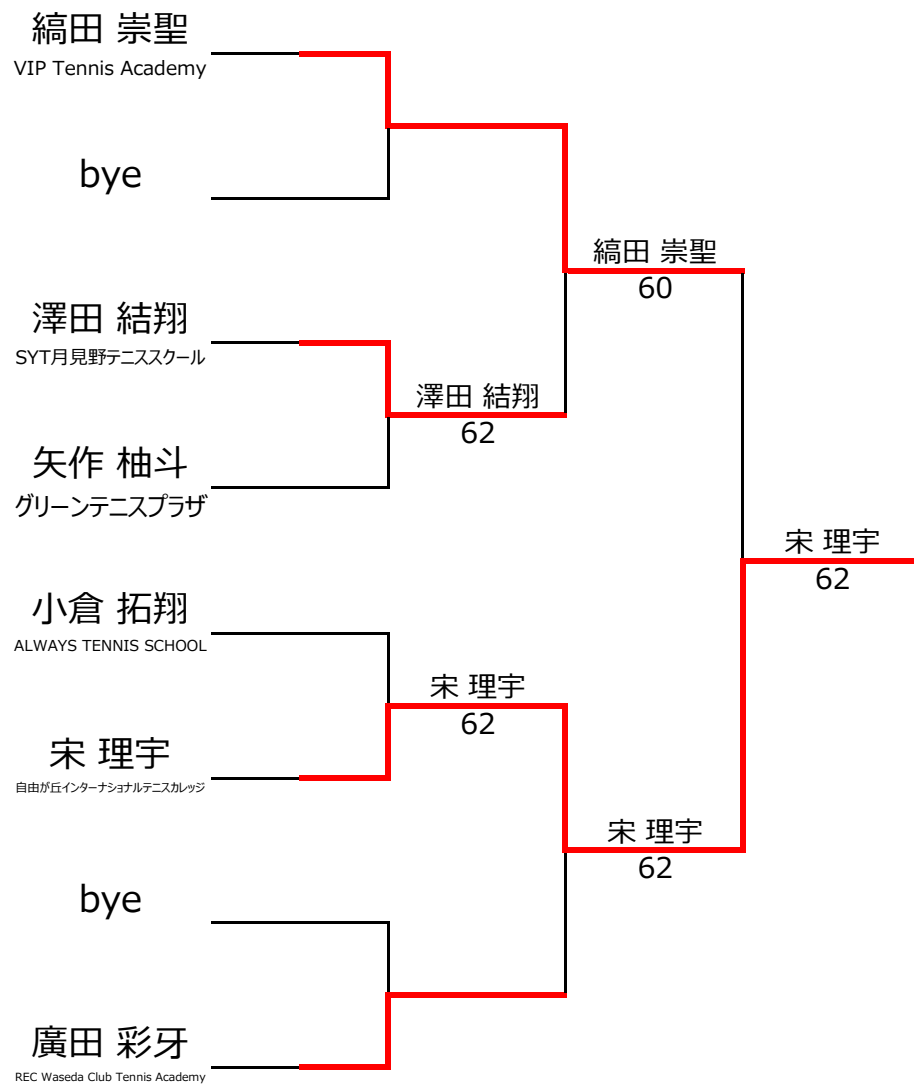 縞田 崇聖
VIP Tennis Academy
bye
縞田 崇聖
60
澤田 結翔
SYT月見野テニススクール
澤田 結翔
62
矢作 柚斗
グリーンテニスプラザ
宋 理宇
62
小倉 拓翔
ALWAYS TENNIS SCHOOL
宋 理宇
62
宋 理宇
自由が丘インターナショナルテニスカレッジ
宋 理宇
62
bye
廣田 彩牙
REC Waseda Club Tennis Academy